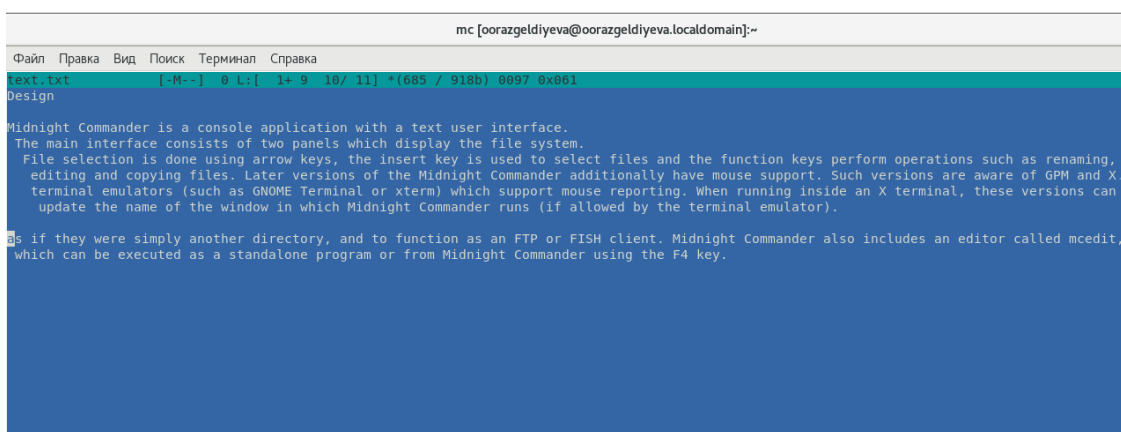 mc [oorazgeldiyeva@oorazgeldiyeva.localdomain]:~
Файл Правка Вид Поиск Терминал Справка
text.txt [-M--] 0 L:[ 1+ 9 10/ 11] *(685 / 918b) 0097 0x061
Design
Midnight Commander is a console application with a text user interface.
The main interface consists of two panels which display the file system.
File selection is done using arrow keys, the insert key is used to select files and the function keys perform operations such as renaming,
editing and copying files. Later versions of the Midnight Commander additionally have mouse support. Such versions are aware of GPM and X
terminal emulators (such as GNOME Terminal or xterm) which support mouse reporting. When running inside an X terminal, these versions can
update the name of the window in which Midnight Commander runs (if allowed by the terminal emulator).
as if they were simply another directory, and to function as an FTP or FISH client. Midnight Commander also includes an editor called mcedit,
which can be executed as a standalone program or from Midnight Commander using the F4 key.